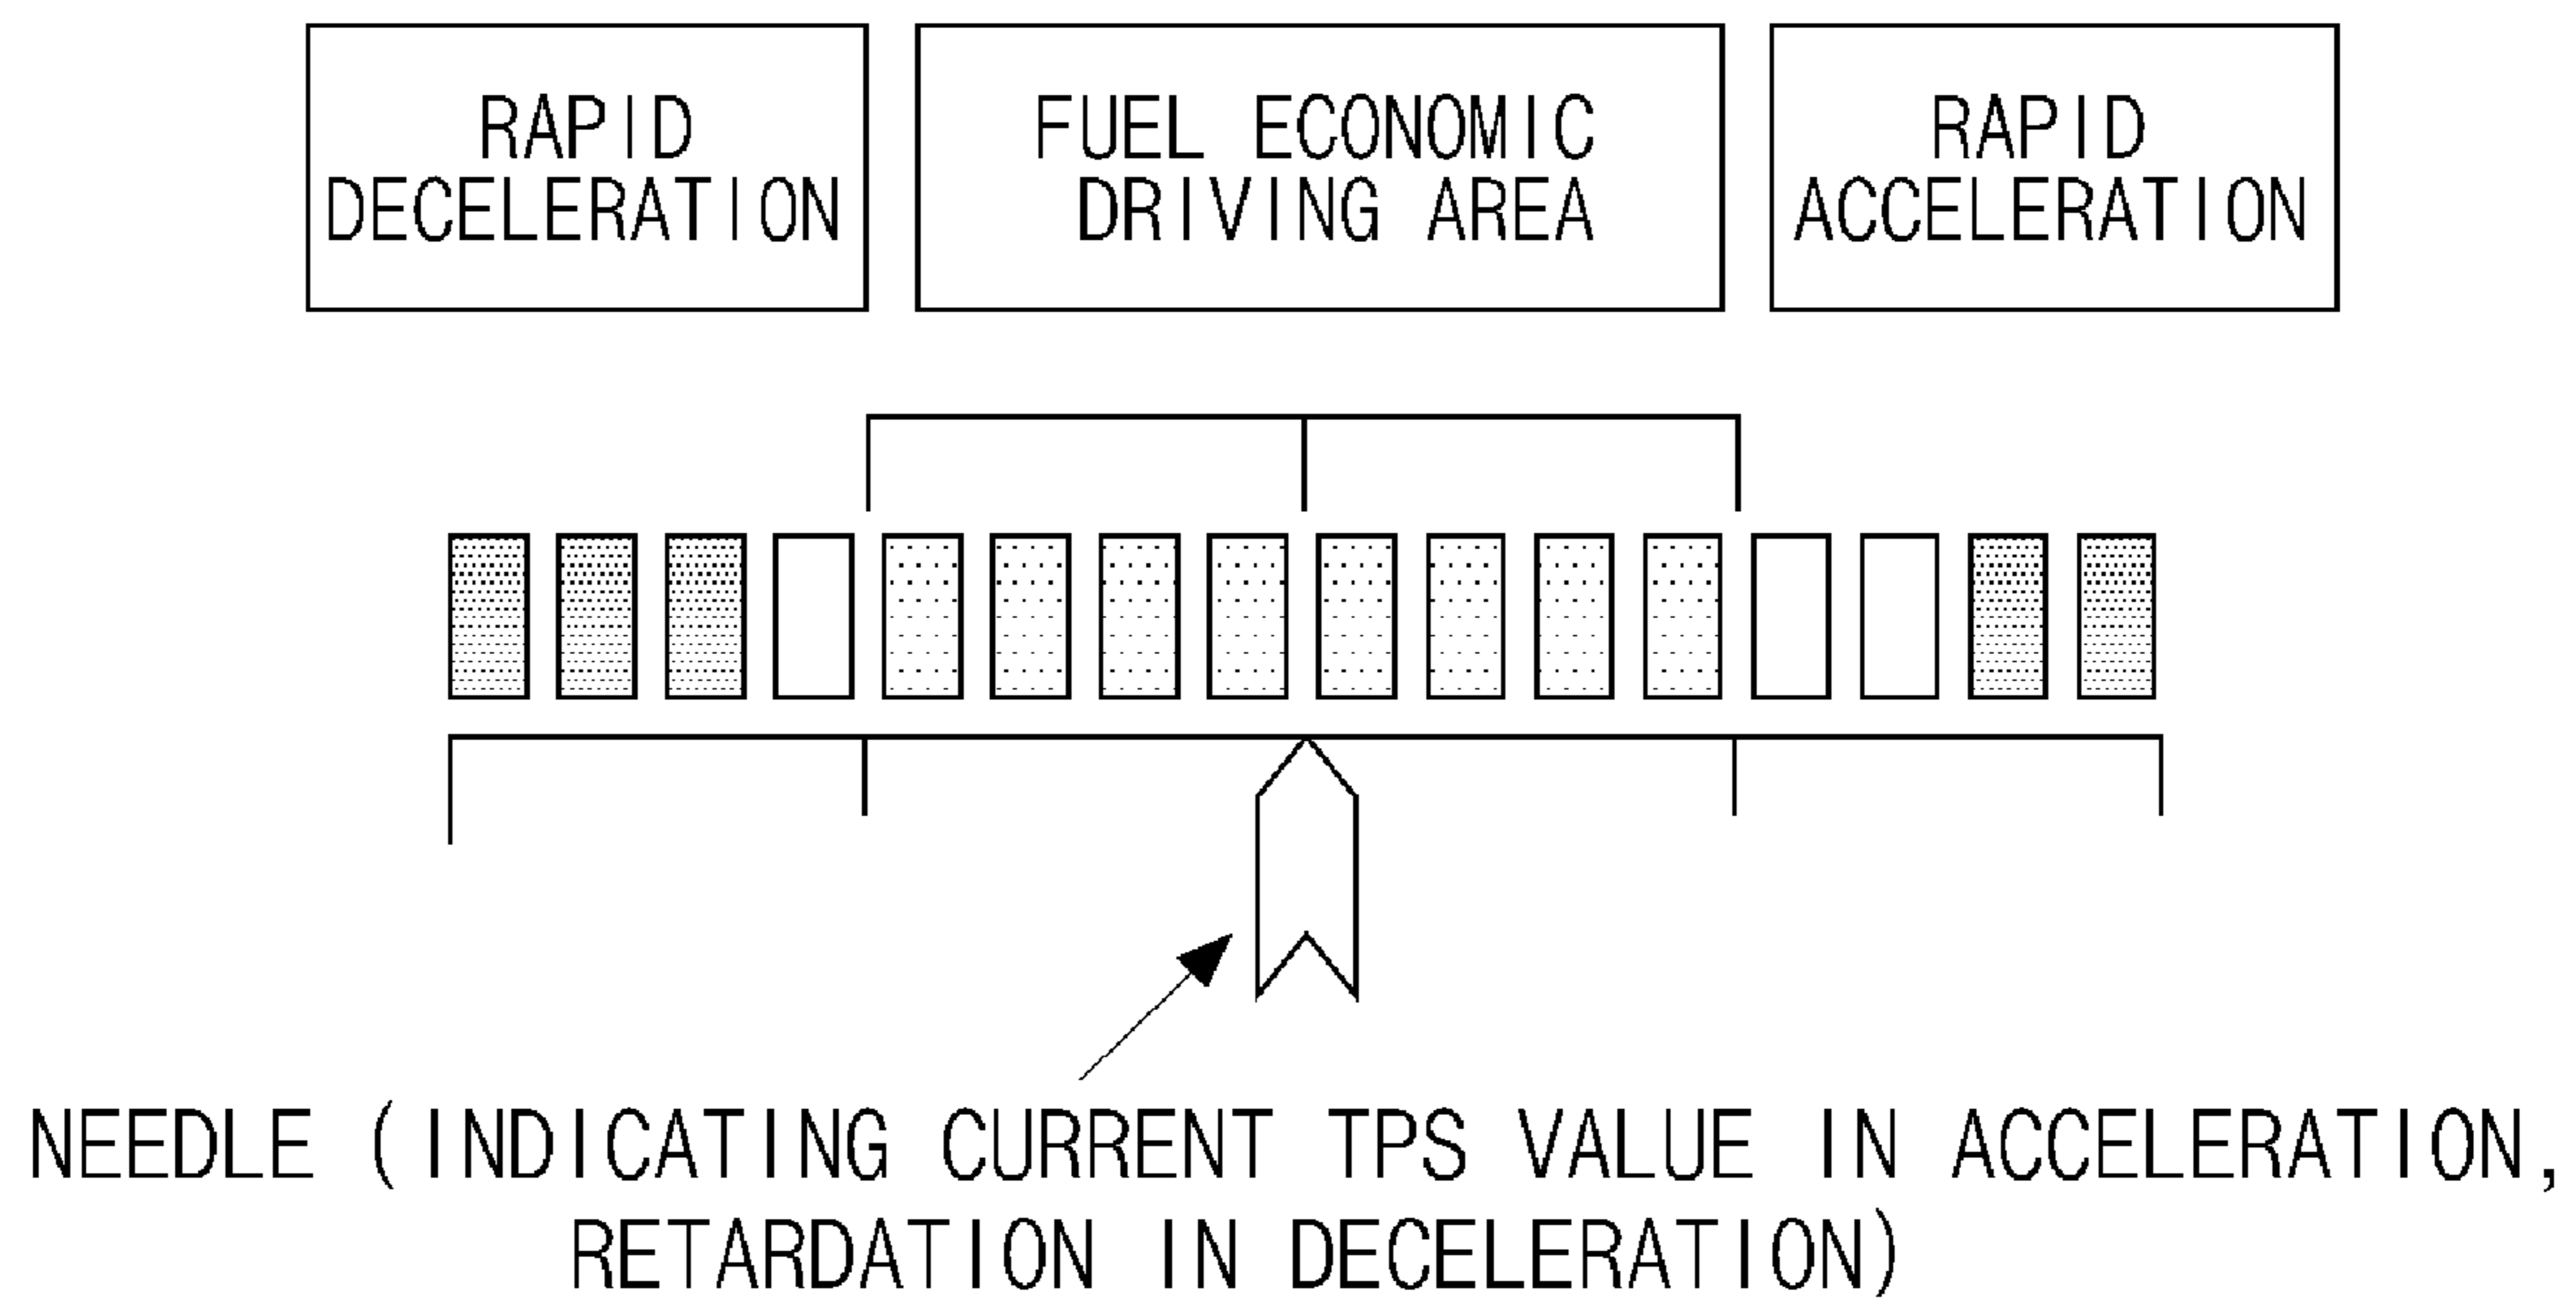 RAPID
DECELERATION
FUEL ECONOMIC
DRIVING AREA
RAPID
ACCELERATION
NEEDLE (INDICATING CURRENT TPS VALUE IN ACCELERATION,
RETARDATION IN DECELERATION)